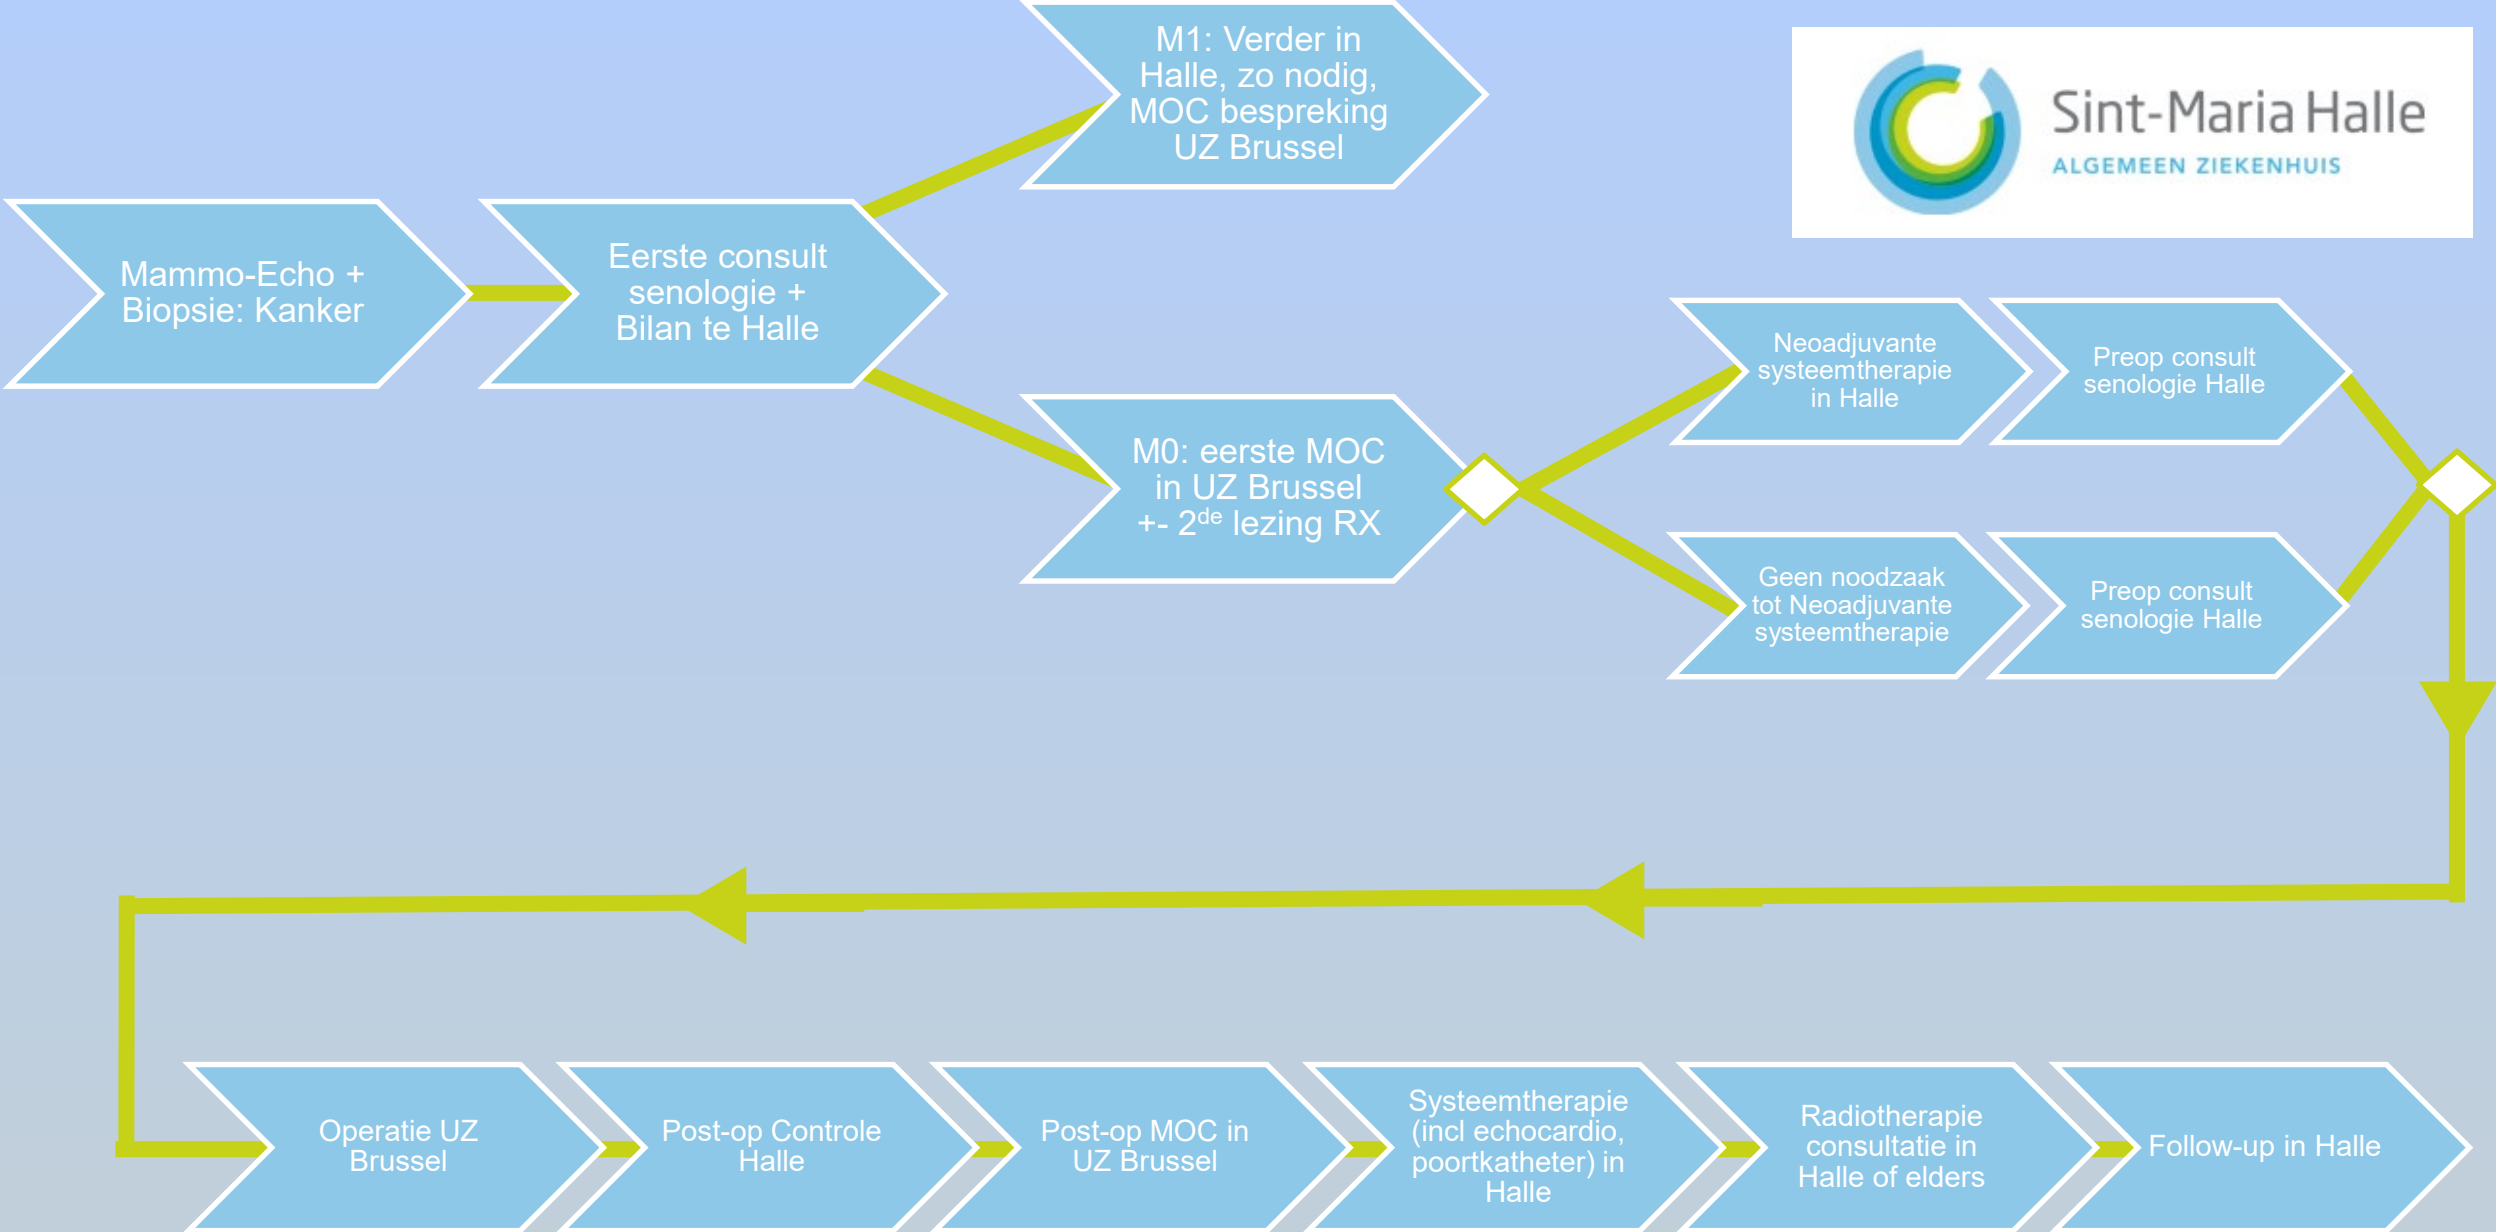 M1: Verder in
Halle, zo nodig,
MOC bespreking
UZ Brussel
Sint-Maria Halle
ALGEMEEN ZIEKENHUIS
Mammo-Echo +
Biopsie: Kanker
Eerste consult
senologie +
Bilan te Halle
M0: eerste MOC
in UZ Brussel
+- 2de lezing RX
Neoadjuvante
systeemtherapie
in Halle
Preop consult
senologie Halle
Geen noodzaak
tot Neoadjuvante
systeemtherapie
Preop consult
senologie Halle
Operatie UZ
Brussel
Post-op Controle
Halle
Post-op MOC in
UZ Brussel
Systeemtherapie
(incl echocardio,
poortkatheter) in
Halle
Radiotherapie
consultatie in
Halle of elders
Follow-up in Halle